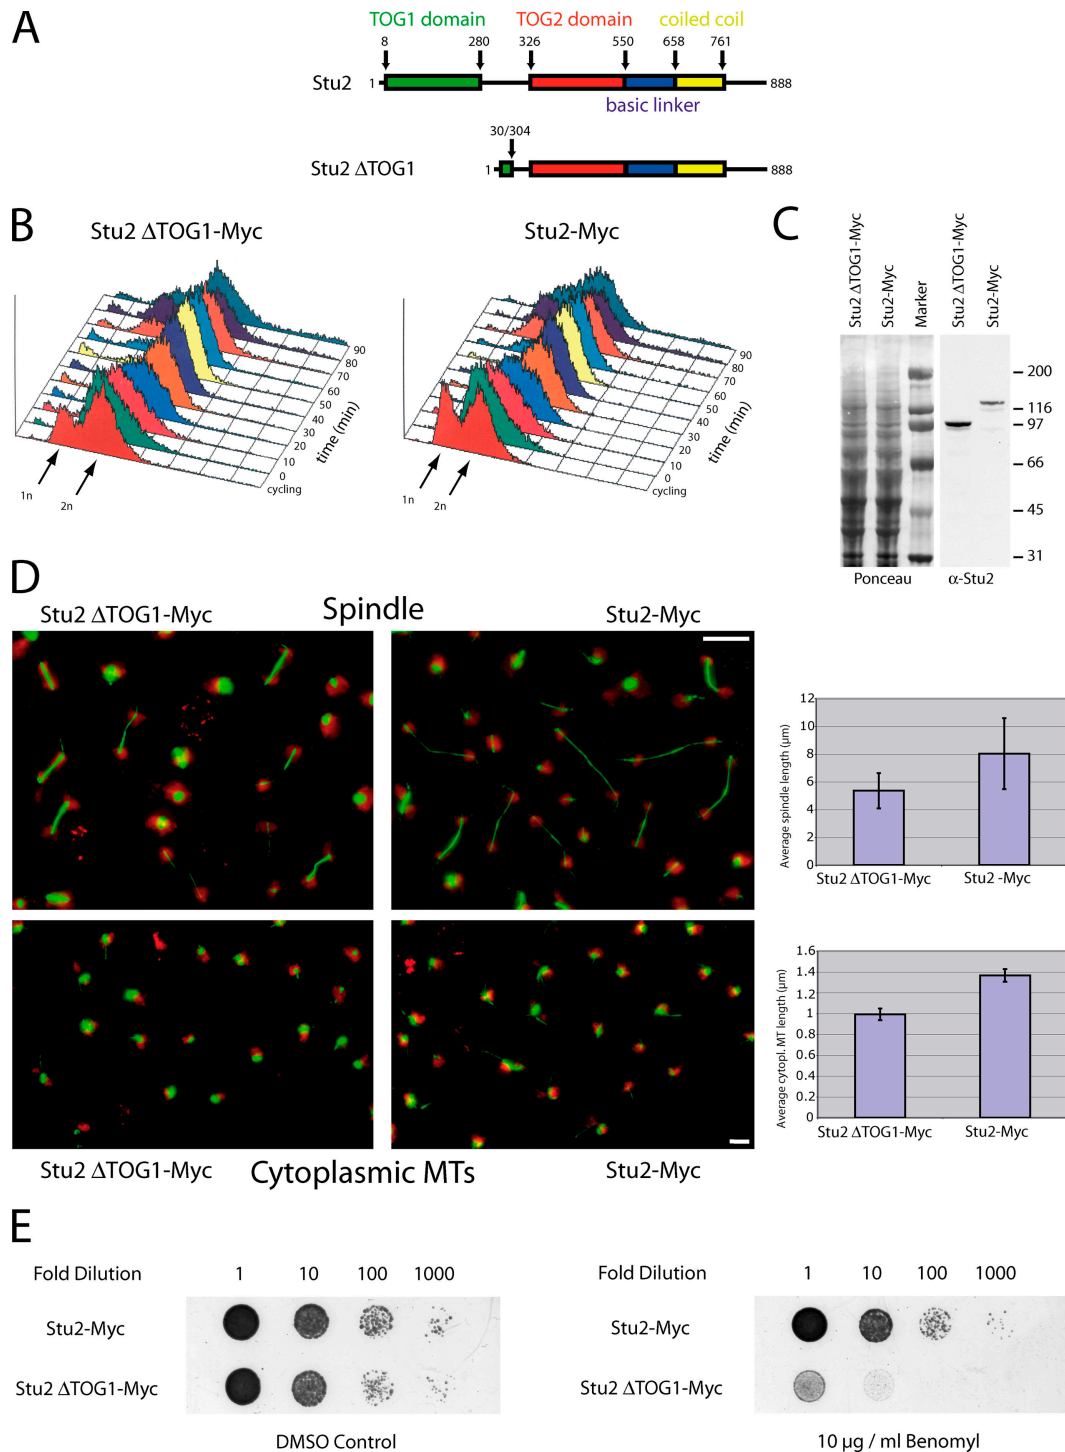 A
TOG1 domain TOG2 domain coiled coil
8 280 326 550 658 761
Stu2 1 888
basic linker
30/304
Stu2 ΔTOG1 1 888
B
Stu2 ΔTOG1-Myc Stu2-Myc
90
80
70
60
50
40
30
20
10
0
cycling
time (min)
1n
2n
90
80
70
60
50
40
30
20
10
0
cycling
time (min)
1n
2n
C
Stu2 ΔTOG1-Myc
Stu2-Myc
Marker
Stu2 ΔTOG1-Myc
Stu2-Myc
200
116
97
66
45
31
Ponceau α-Stu2
D
Stu2 ΔTOG1-Myc Spindle Stu2-Myc
Average spindle length (µm)
12
10
8
6
4
2
0
Stu2 ΔTOG1-Myc Stu2 -Myc
Average cytopl. MT length (µm)
1.6
1.4
1.2
1
0.8
0.6
0.4
0.2
0
Stu2 ΔTOG1-Myc Stu2-Myc
Stu2 ΔTOG1-Myc Cytoplasmic MTs Stu2-Myc
E
Fold Dilution 1 10 100 1000
Stu2-Myc
Stu2 ΔTOG1-Myc
DMSO Control
Fold Dilution 1 10 100 1000
Stu2-Myc
Stu2 ΔTOG1-Myc
10 µg / ml Benomyl